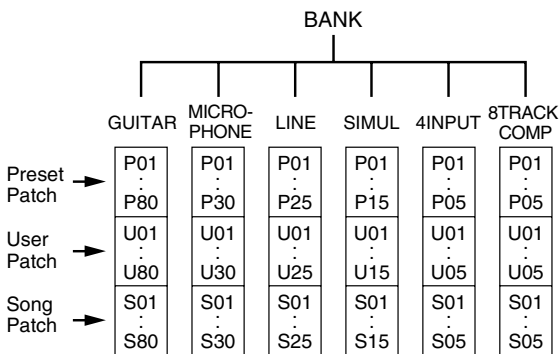 BANK
GUITAR MICRO-PHONE LINE SIMUL 4INPUT 8TRACK COMP
Preset Patch
P01 P01 P01 P01 P01 P01
: : : : : :
P80 P30 P25 P15 P05 P05
User Patch
U01 U01 U01 U01 U01 U01
: : : : : :
U80 U30 U25 U15 U05 U05
Song Patch
S01 S01 S01 S01 S01 S01
: : : : : :
S80 S30 S25 S15 S05 S05